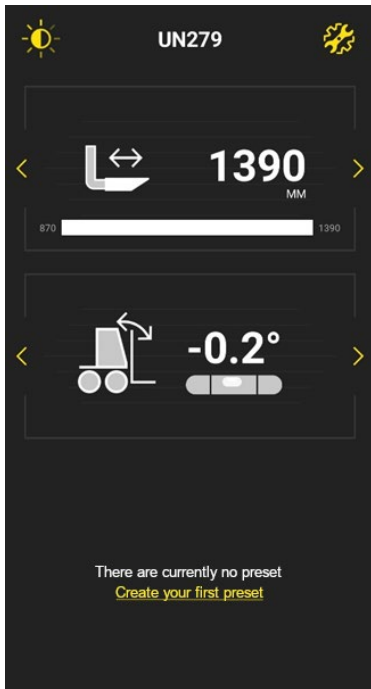 UN279
1390
MM
870
1390
-0.2°
There are currently no preset
Create your first preset